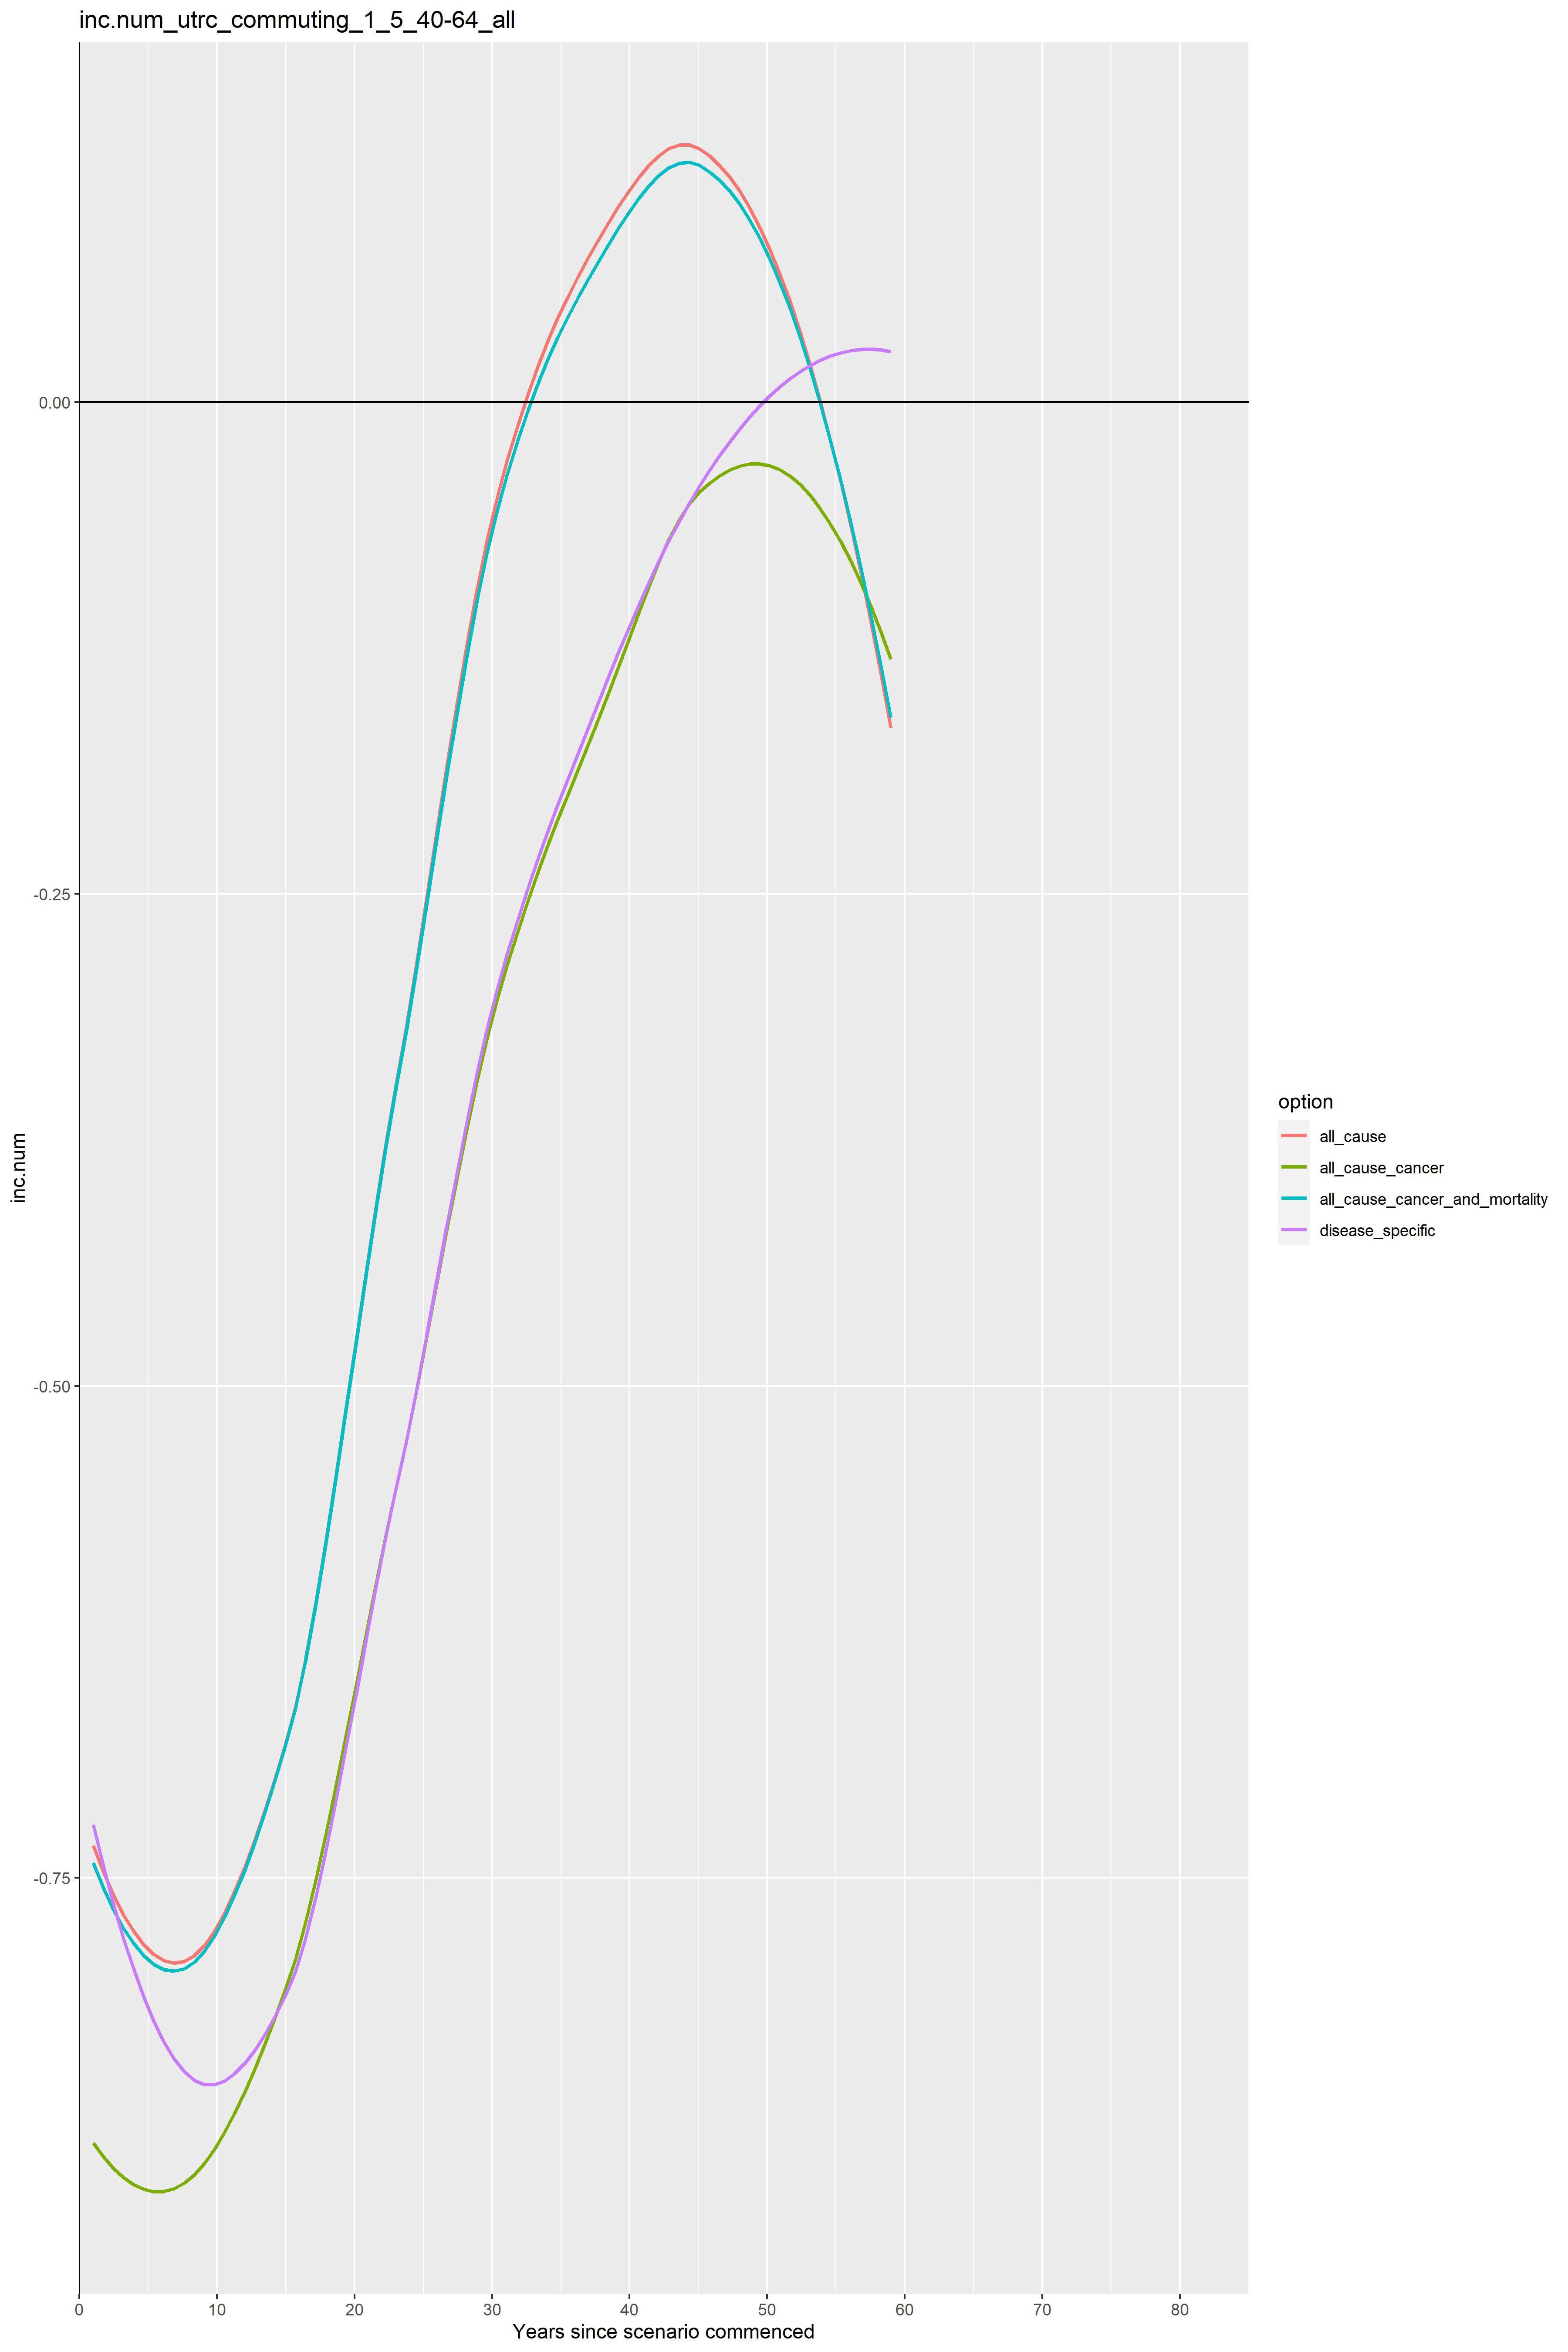 inc.num_utrc_commuting_1_5_40-64_all
0.00
-0.25
-0.50
-0.75
inc.num
0 10 20 30 40 50 60 70 80
Years since scenario commenced
option
all_cause
all_cause_cancer
all_cause_cancer_and_mortality
disease_specific